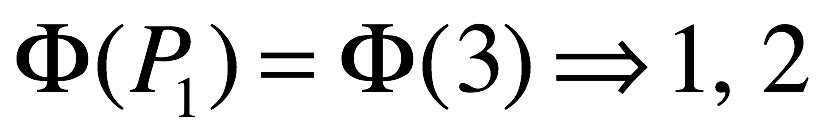 Φ(P₁) = Φ(3) ⇒ 1, 2